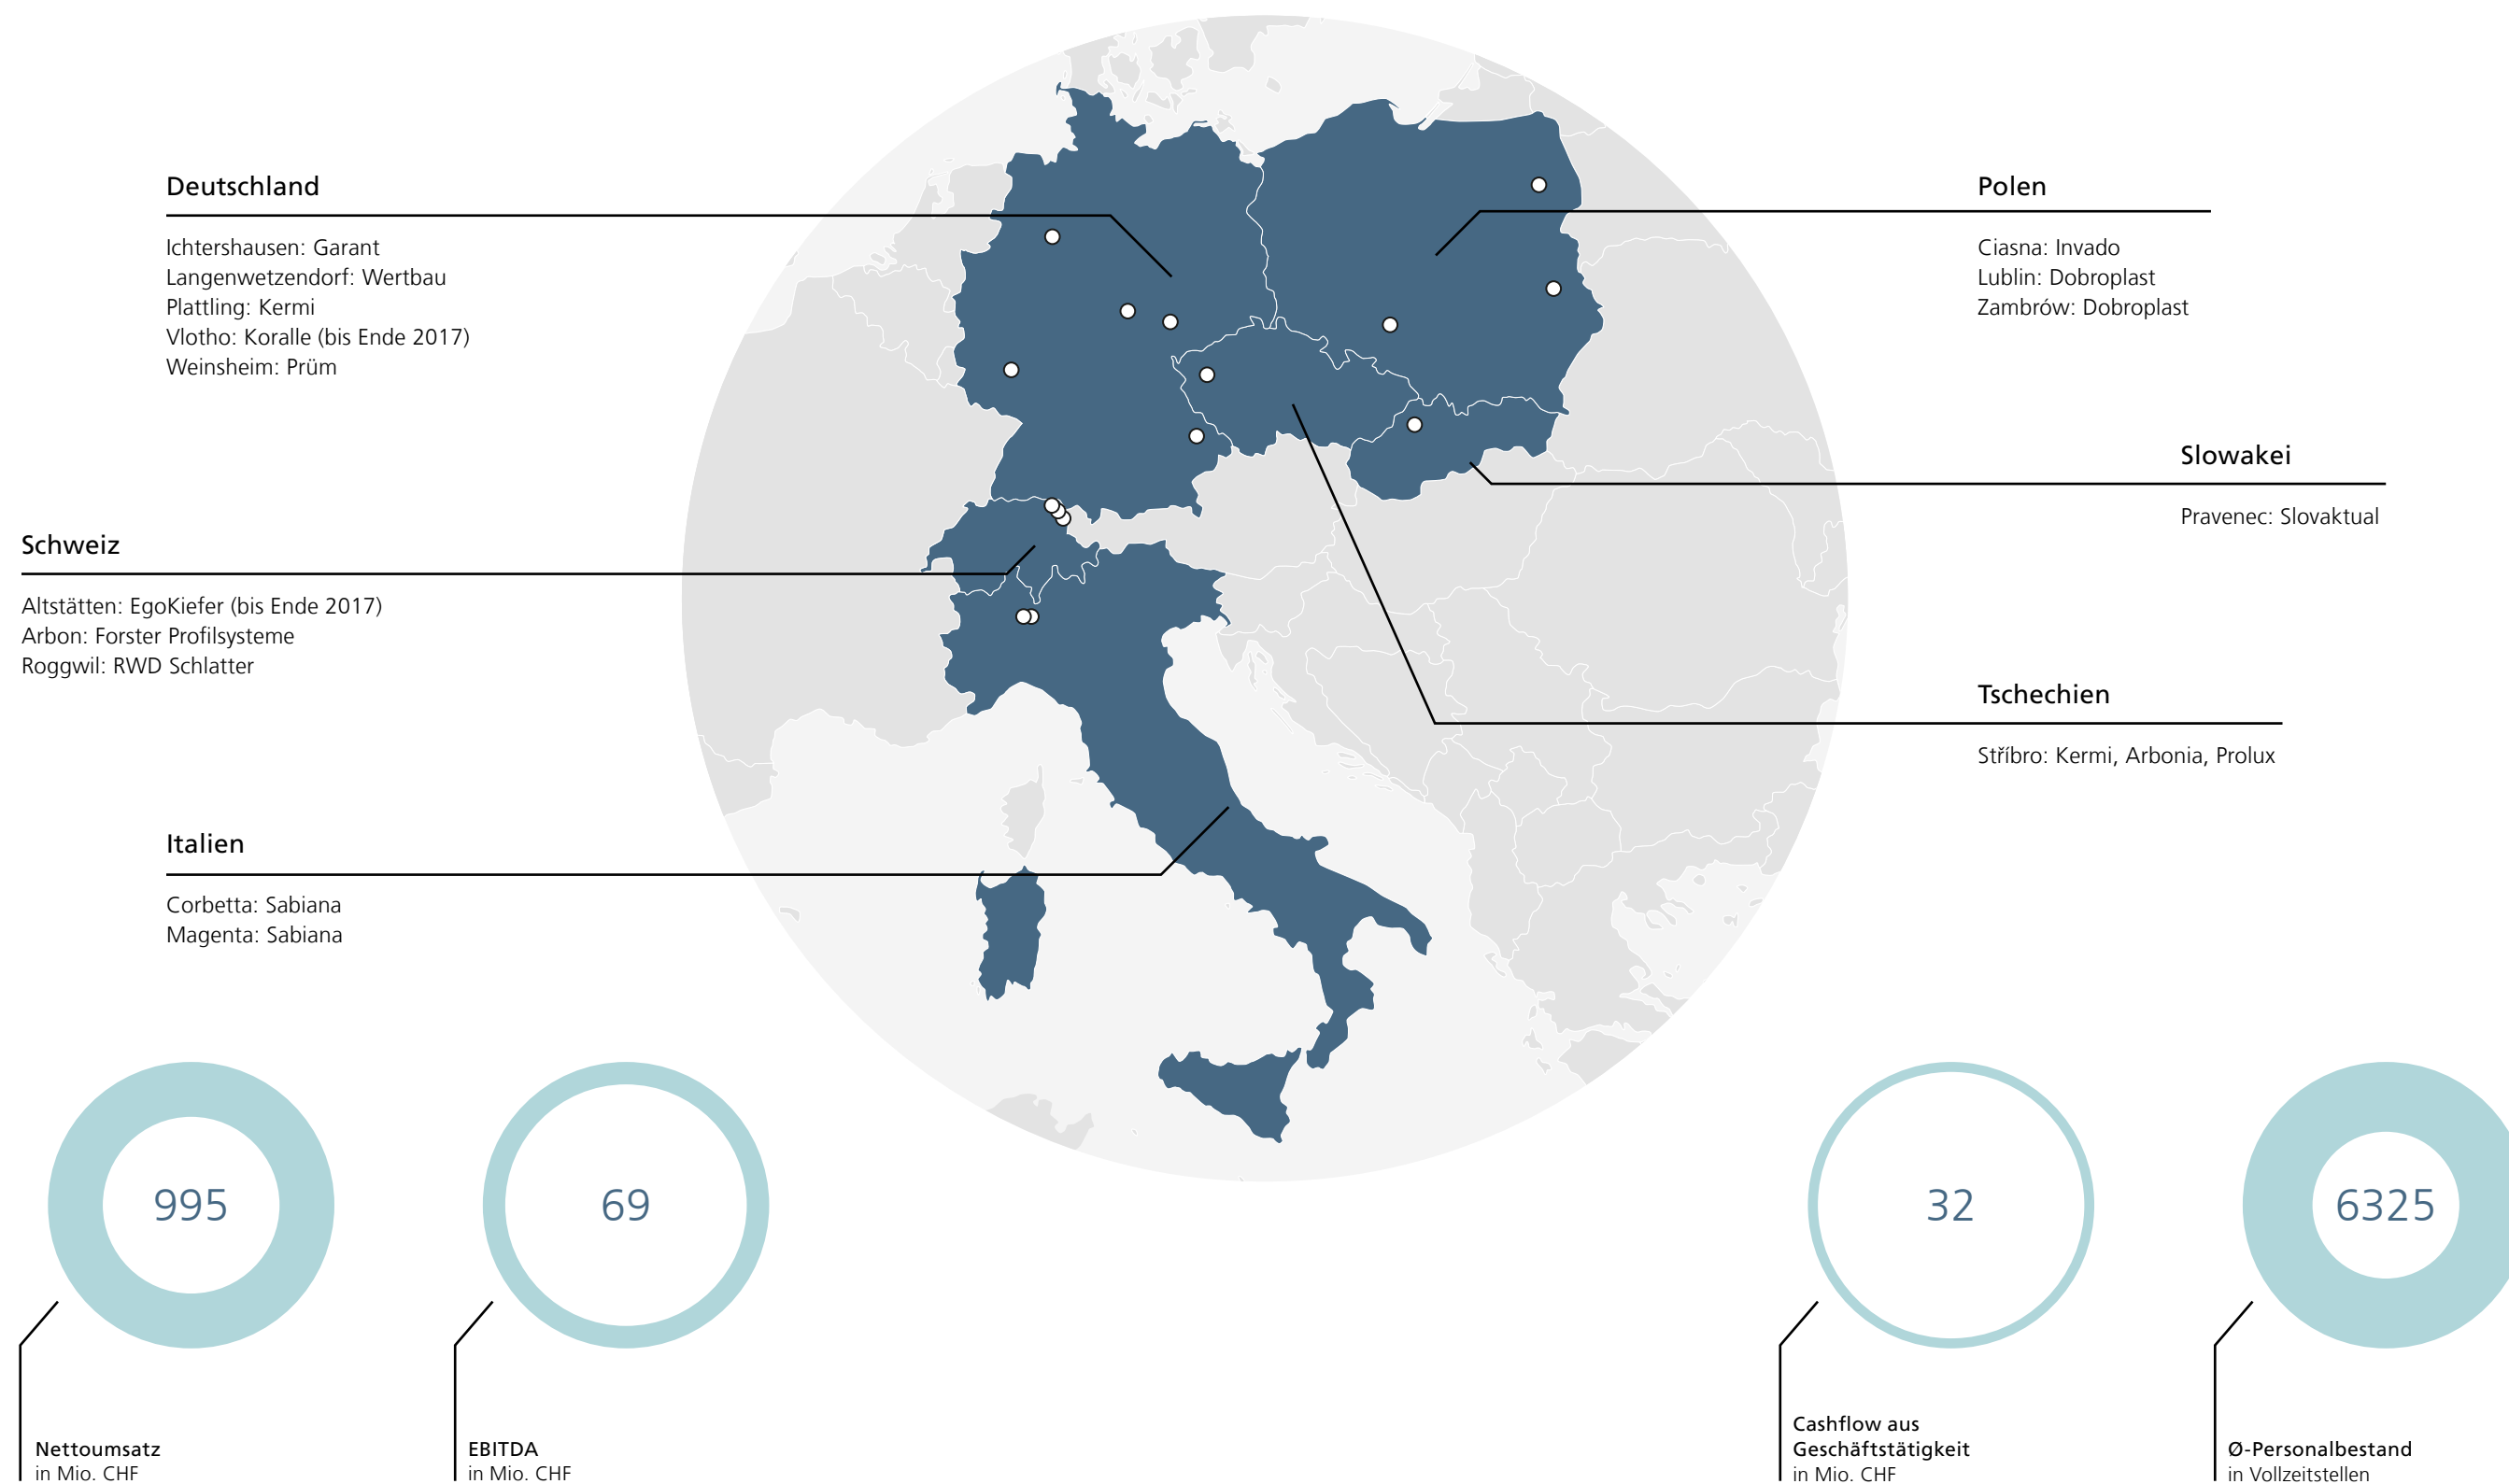 Deutschland
Ichtershausen: Garant
Langenwetzendorf: Wertbau
Plattling: Kermi
Vlotho: Koralle (bis Ende 2017)
Weinsheim: Prüm
Polen
Ciasna: Invado
Lublin: Dobroplast
Zambrów: Dobroplast
Slowakei
Pravenec: Slovaktual
Schweiz
Altstätten: EgoKiefer (bis Ende 2017)
Arbon: Forster Profilsysteme
Roggwil: RWD Schlatter
Tschechien
Stříbro: Kermi, Arbonia, Prolux
Italien
Corbetta: Sabiana
Magenta: Sabiana
995
Nettoumsatz
in Mio. CHF
69
EBITDA
in Mio. CHF
32
Cashflow aus
Geschäftstätigkeit
in Mio. CHF
6325
Ø-Personalbestand
in Vollzeitstellen